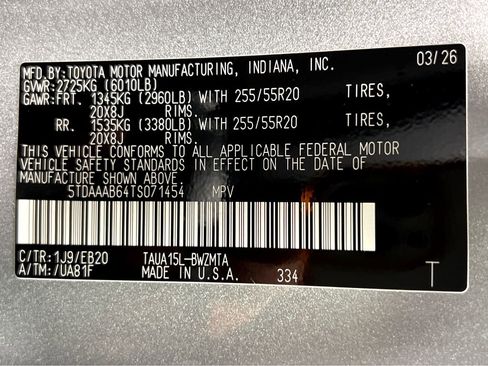 MFD.BY:TOYOTA MOTOR MANUFACTURING, INDIANA, INC. 03/26
GVWR:2725KG (6010LB)
GAWR:FRT. 1345KG (2960LB) WITH 255/55R20 TIRES,
20X8J RIMS.
RR. 1535KG (3380LB) WITH 255/55R20 TIRES,
20X8J RIMS.
THIS VEHICLE CONFORMS TO ALL APPLICABLE FEDERAL MOTOR
VEHICLE SAFETY STANDARDS IN EFFECT ON THE DATE OF
MANUFACTURE SHOWN ABOVE.
5TDAAAB64TS071454 MPV
C/TR:1J9/EB20 TAUA15L-BWZMTA
A/TM:/UA81F MADE IN U.S.A. 334 T